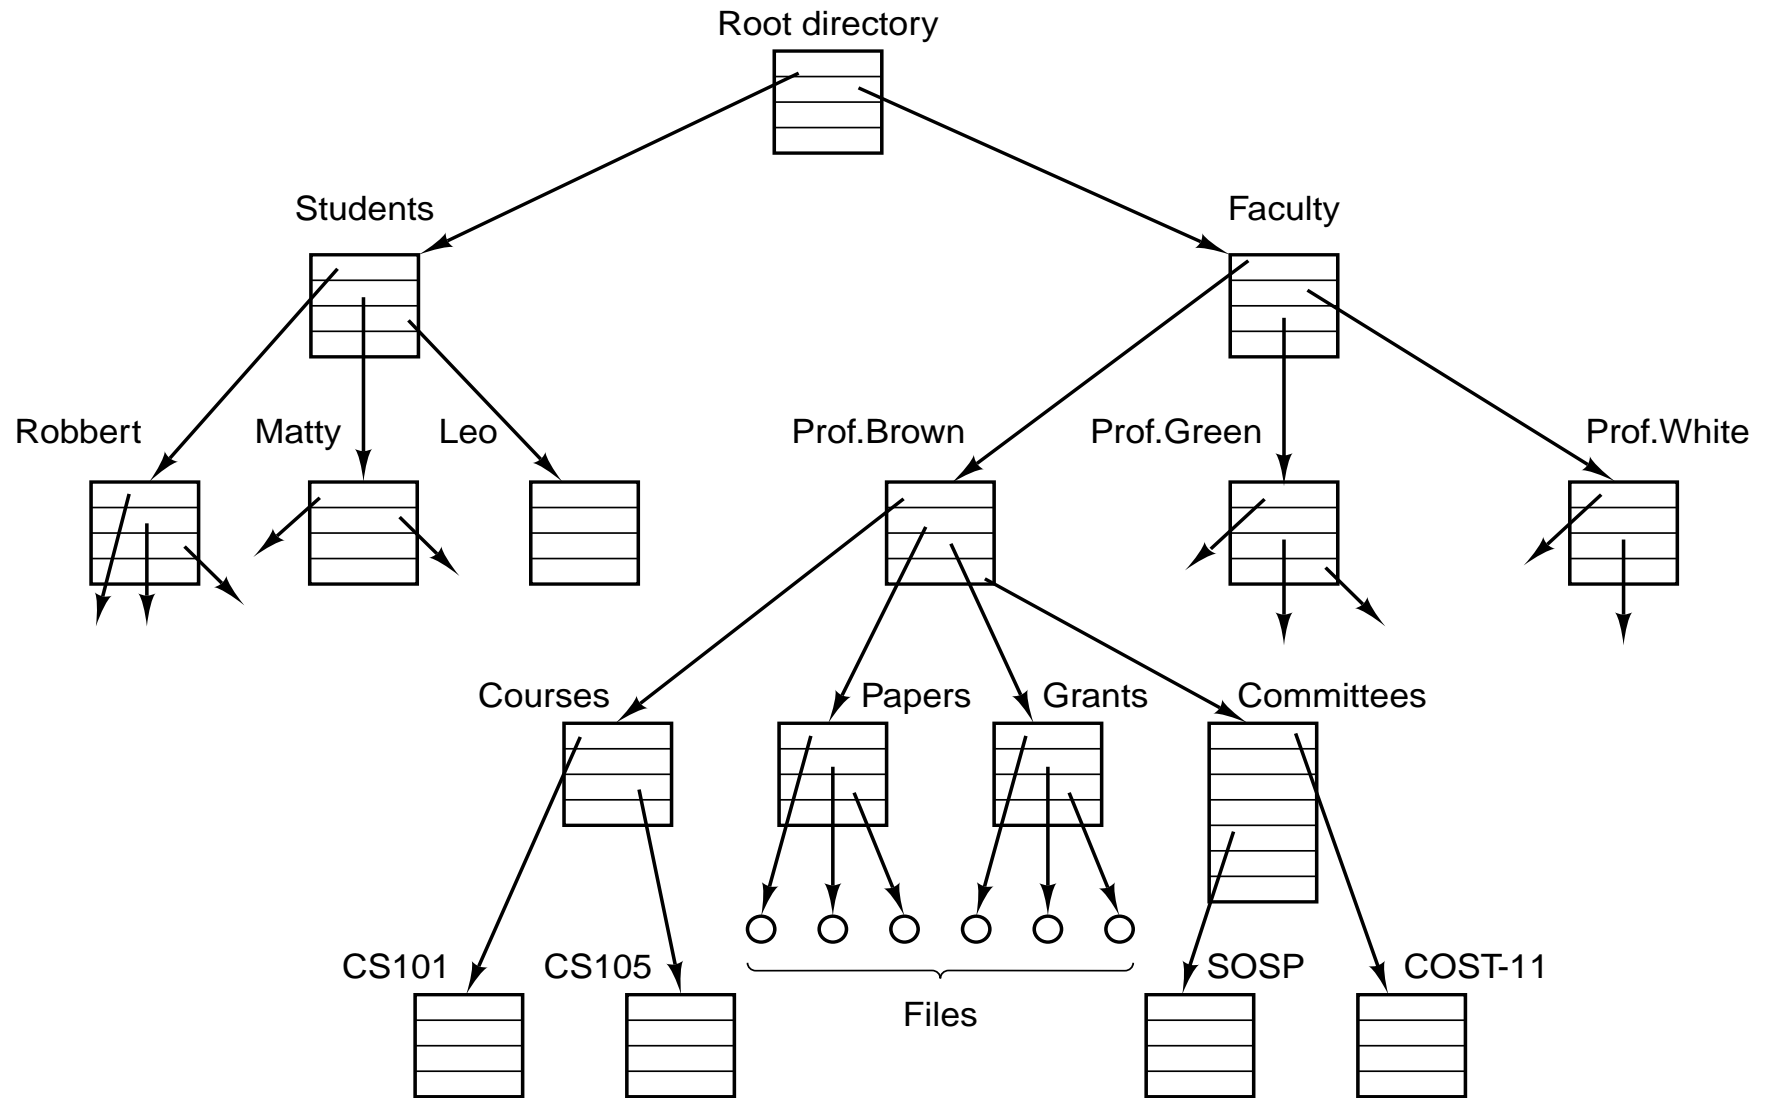 Root directory
Students
Faculty
Robbert
Matty
Leo
Prof.Brown
Prof.Green
Prof.White
Courses
Papers
Grants
Committees
CS101
CS105
SOSP
COST-11
Files